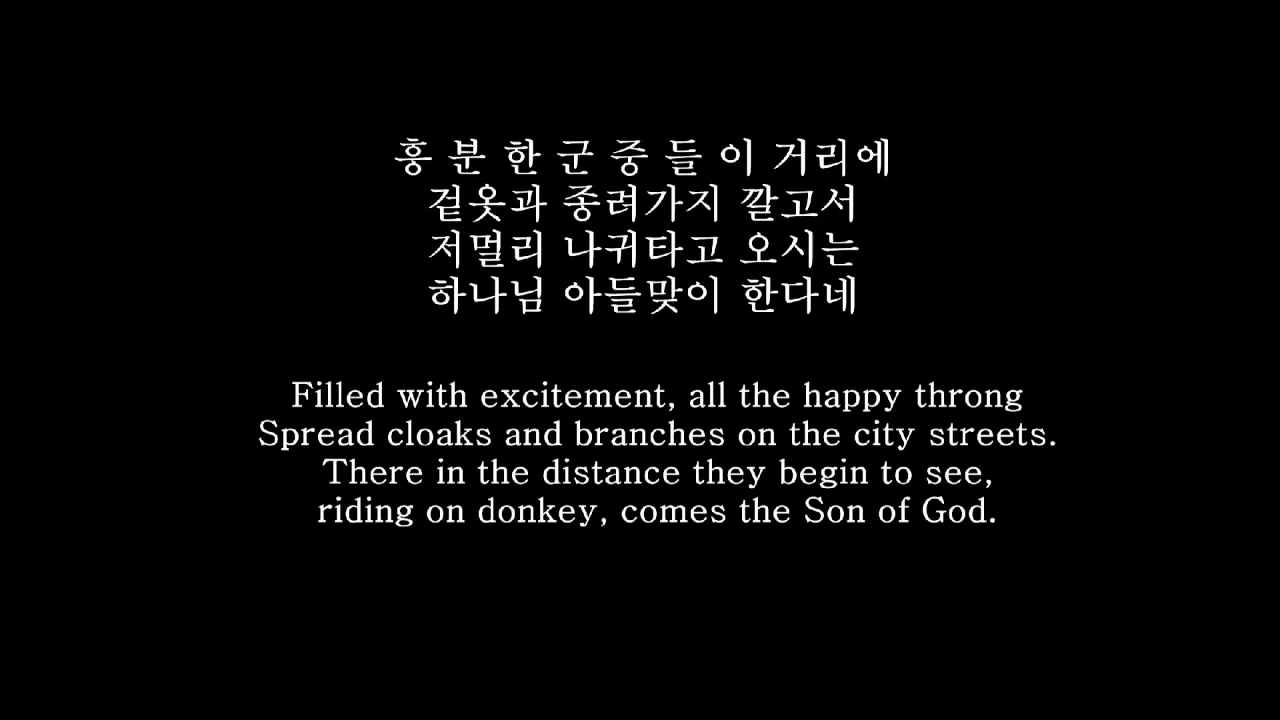 흥 분 한 군 중 들 이 거리에
겉옷과 종려가지 깔고서
저멀리 나귀타고 오시는
하나님 아들맞이 한다네
Filled with excitement, all the happy throng
Spread cloaks and branches on the city streets.
There in the distance they begin to see,
riding on donkey, comes the Son of God.